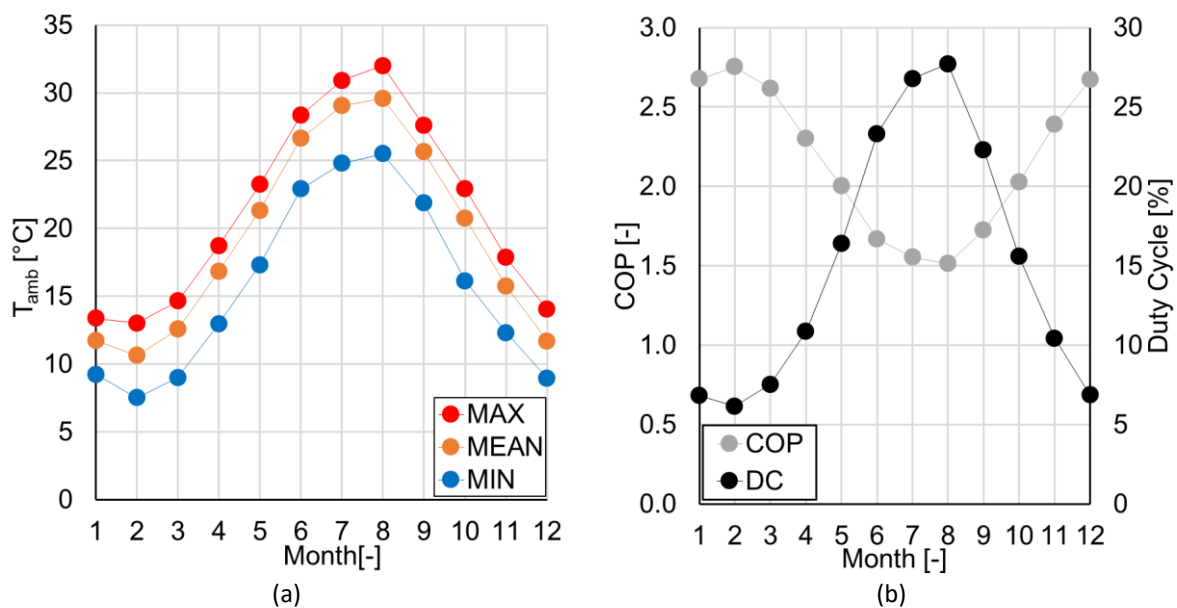 35
30
25
20
15
10
5
0
T_amb [°C]
1 2 3 4 5 6 7 8 9 10 11 12
Month[-]
MAX
MEAN
MIN
(a)
3.0
2.5
2.0
1.5
1.0
0.5
0.0
COP [-]
30
25
20
15
10
5
0
Duty Cycle [%]
1 2 3 4 5 6 7 8 9 10 11 12
Month [-]
COP
DC
(b)